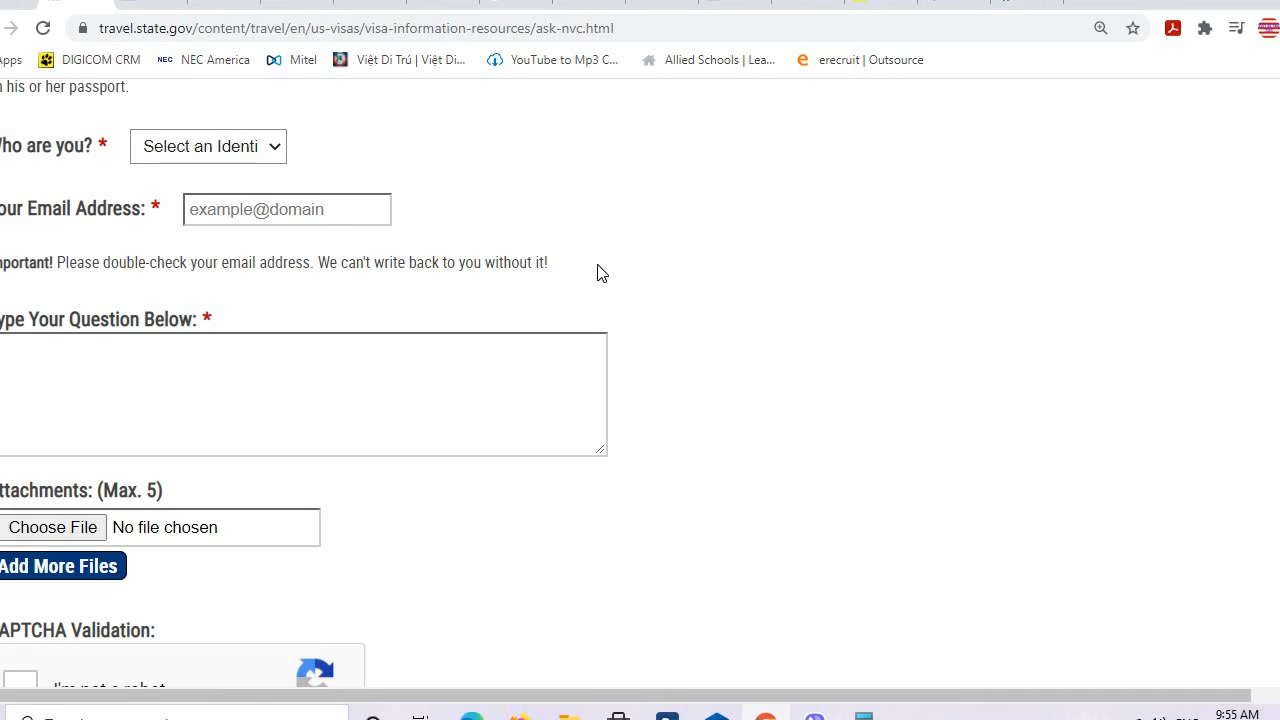 travel.state.gov/content/travel/en/us-visas/visa-information-resources/ask-nvc.html
Apps DIGICOM CRM NEC NEC America Mitel Việt Di Trú | Việt Di... YouTube to Mp3 C... Allied Schools | Lea... e erecruit | Outsource
n his or her passport.
Who are you? * Select an Identi
our Email Address: * example@domain
mportant! Please double-check your email address. We can't write back to you without it!
ype Your Question Below: *
ttachments: (Max. 5)
Choose File No file chosen
Add More Files
APTCHA Validation:
I'm not a robot
9:55 AM